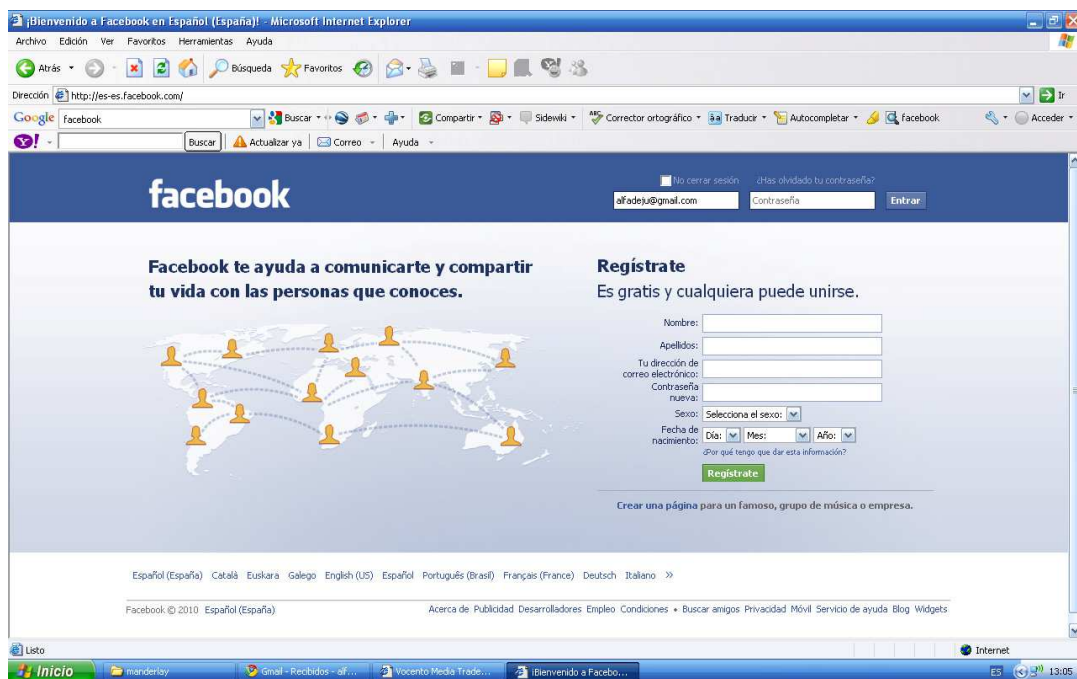 ¡Bienvenido a Facebook en Español (España)! - Microsoft Internet Explorer
Archivo Edición Ver Favoritos Herramientas Ayuda
Atrás Búsqueda Favoritos
Dirección http://es-es.facebook.com/ Ir
Google facebook Buscar Compartir Sidewiki ABC Corrector ortográfico Traducir Autocompletar facebook Acceder
Y! Buscar Actualizar ya Correo Ayuda
No cerrar sesión ¿Has olvidado tu contraseña?
facebook alfadeju@gmail.com Contraseña Entrar
Facebook te ayuda a comunicarte y compartir
tu vida con las personas que conoces.
Regístrate
Es gratis y cualquiera puede unirse.
Nombre:
Apellidos:
Tu dirección de
correo electrónico:
Contraseña
nueva:
Sexo: Selecciona el sexo:
Fecha de
nacimiento: Día: Mes: Año:
¿Por qué tengo que dar esta información?
Regístrate
Crear una página para un famoso, grupo de música o empresa.
Español (España) Català Euskara Galego English (US) Español Português (Brasil) Français (France) Deutsch Italiano »
Facebook © 2010 Español (España) Acerca de Publicidad Desarrolladores Empleo Condiciones • Buscar amigos Privacidad Móvil Servicio de ayuda Blog Widgets
Listo Internet
Inicio manderlay Gmail - Recibidos - alf... Vocento Media Trade... ¡Bienvenido a Facebo... ES 13:05